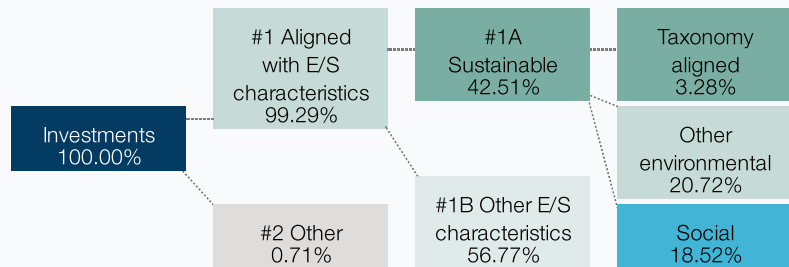 Investments
100.00%
#1 Aligned
with E/S
characteristics
99.29%
#2 Other
0.71%
#1A
Sustainable
42.51%
#1B Other E/S
characteristics
56.77%
Taxonomy
aligned
3.28%
Other
environmental
20.72%
Social
18.52%